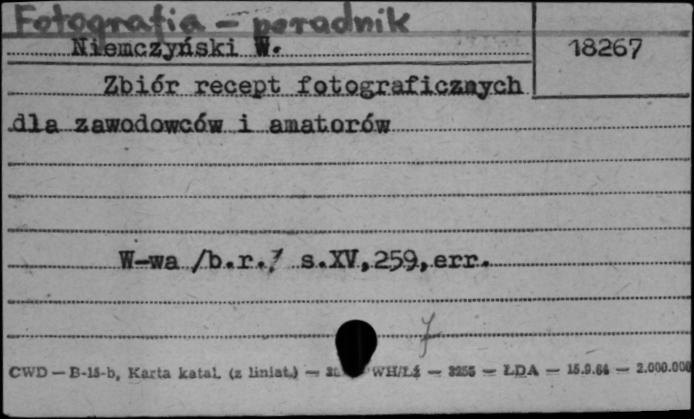 Fotografia - poradnik
Niemczyński W.
18267
Zbiór recept fotograficznych
dla zawodowców i amatorów
W-wa /b.r./ s.XV,259,err.
CWD — B-15-b, Karta katal. (z liniat.) — WH/Łś — 3255 — ŁDA — 15.9.64 — 2.000.000